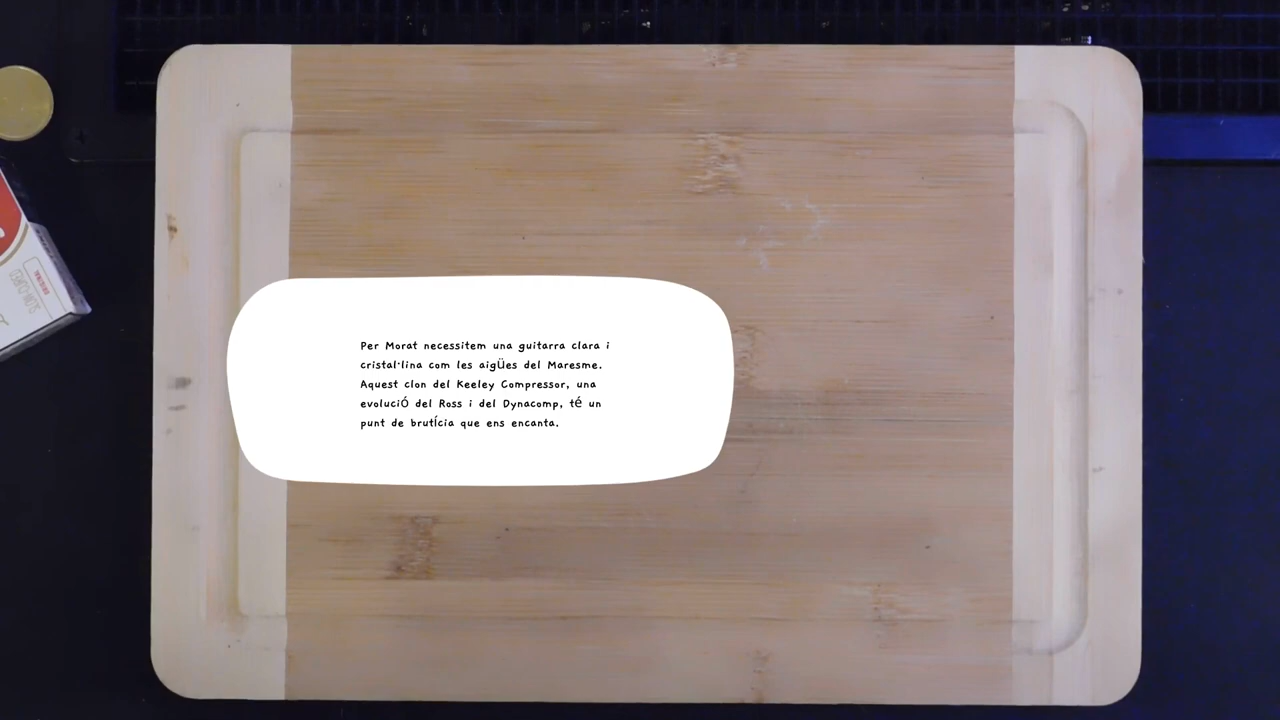 Per Morat necessitem una guitarra clara i
cristal·lina com les aigÜes del Maresme.
Aquest clon del Keeley Compressor, una
evoluciÓ del Ross i del Dynacomp, tÉ un
punt de brutÍcia que ens encanta.